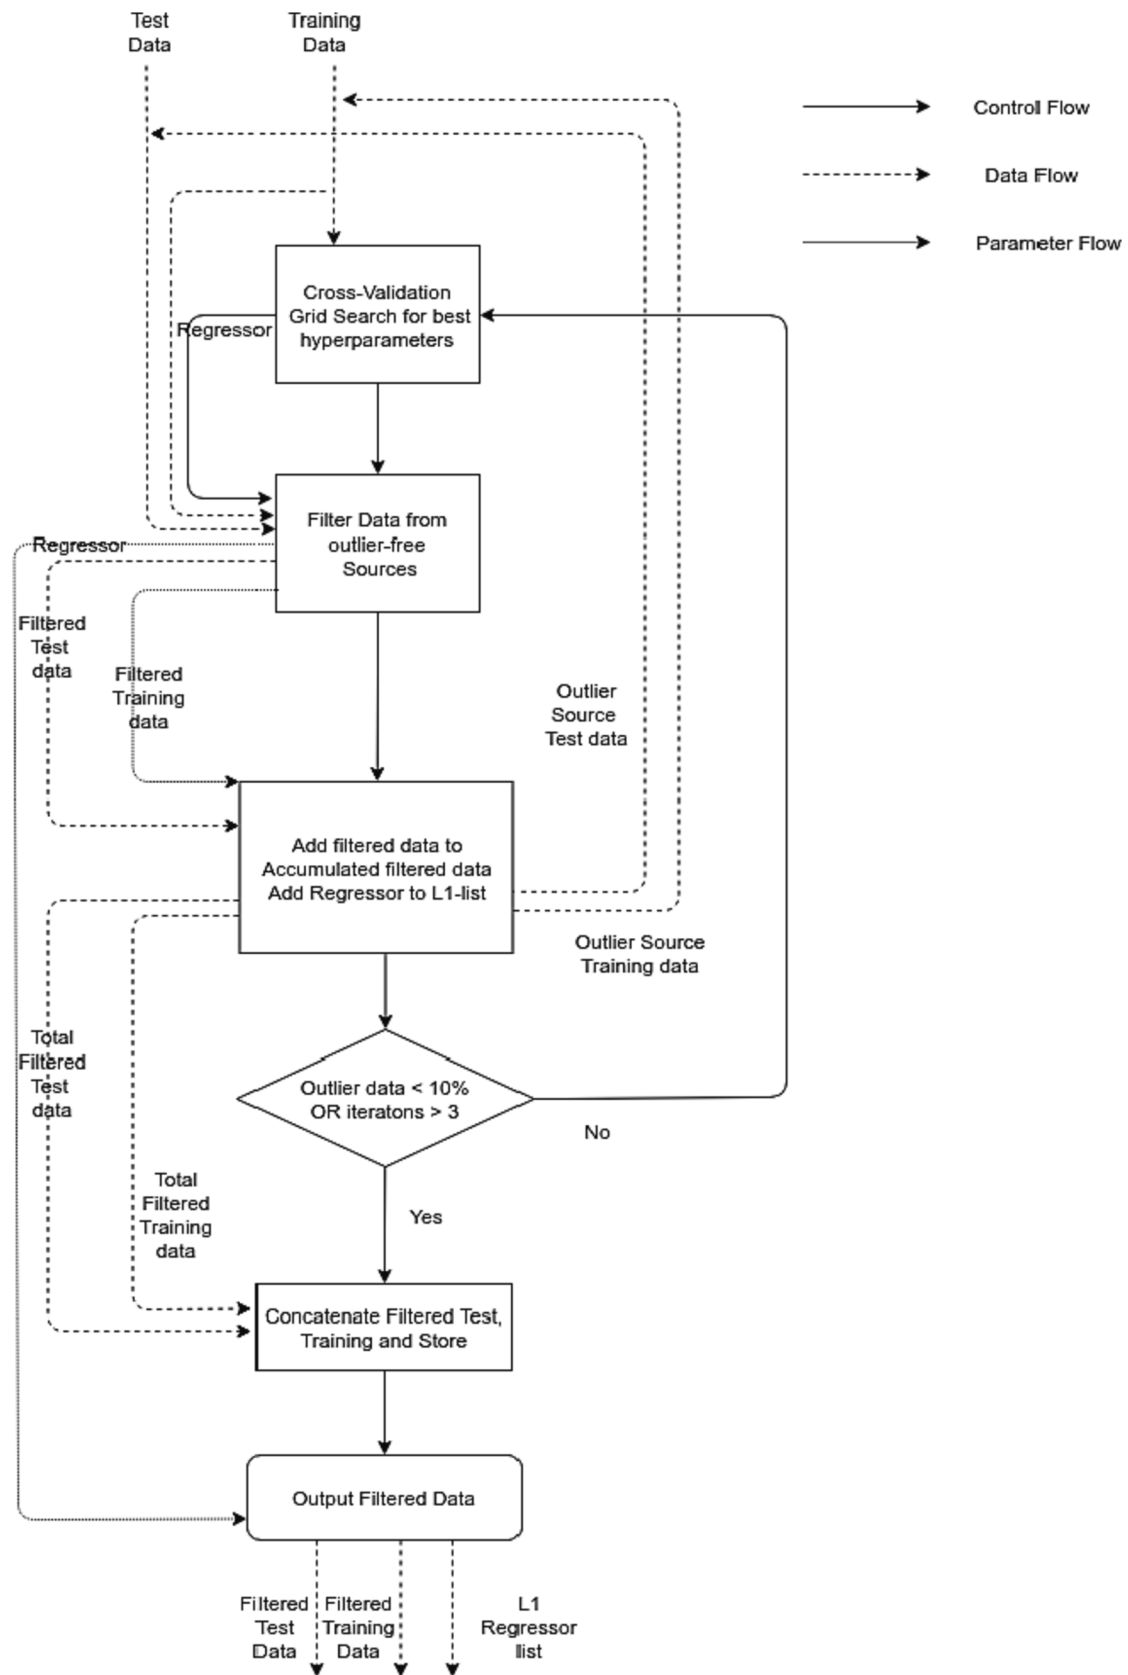 Test
Data
Training
Data
Control Flow
Data Flow
Parameter Flow
Cross-Validation
Grid Search for best
hyperparameters
Regressor
Filter Data from
outlier-free
Sources
Regressor
Filtered
Test
data
Filtered
Training
data
Outlier
Source
Test data
Add filtered data to
Accumulated filtered data
Add Regressor to L1-list
Outlier Source
Training data
Total
Filtered
Test
data
Outlier data < 10%
OR iteratons > 3
No
Total
Filtered
Training
data
Yes
Concatenate Filtered Test,
Training and Store
Output Filtered Data
Filtered
Test
Data
Filtered
Training
Data
L1
Regressor
list